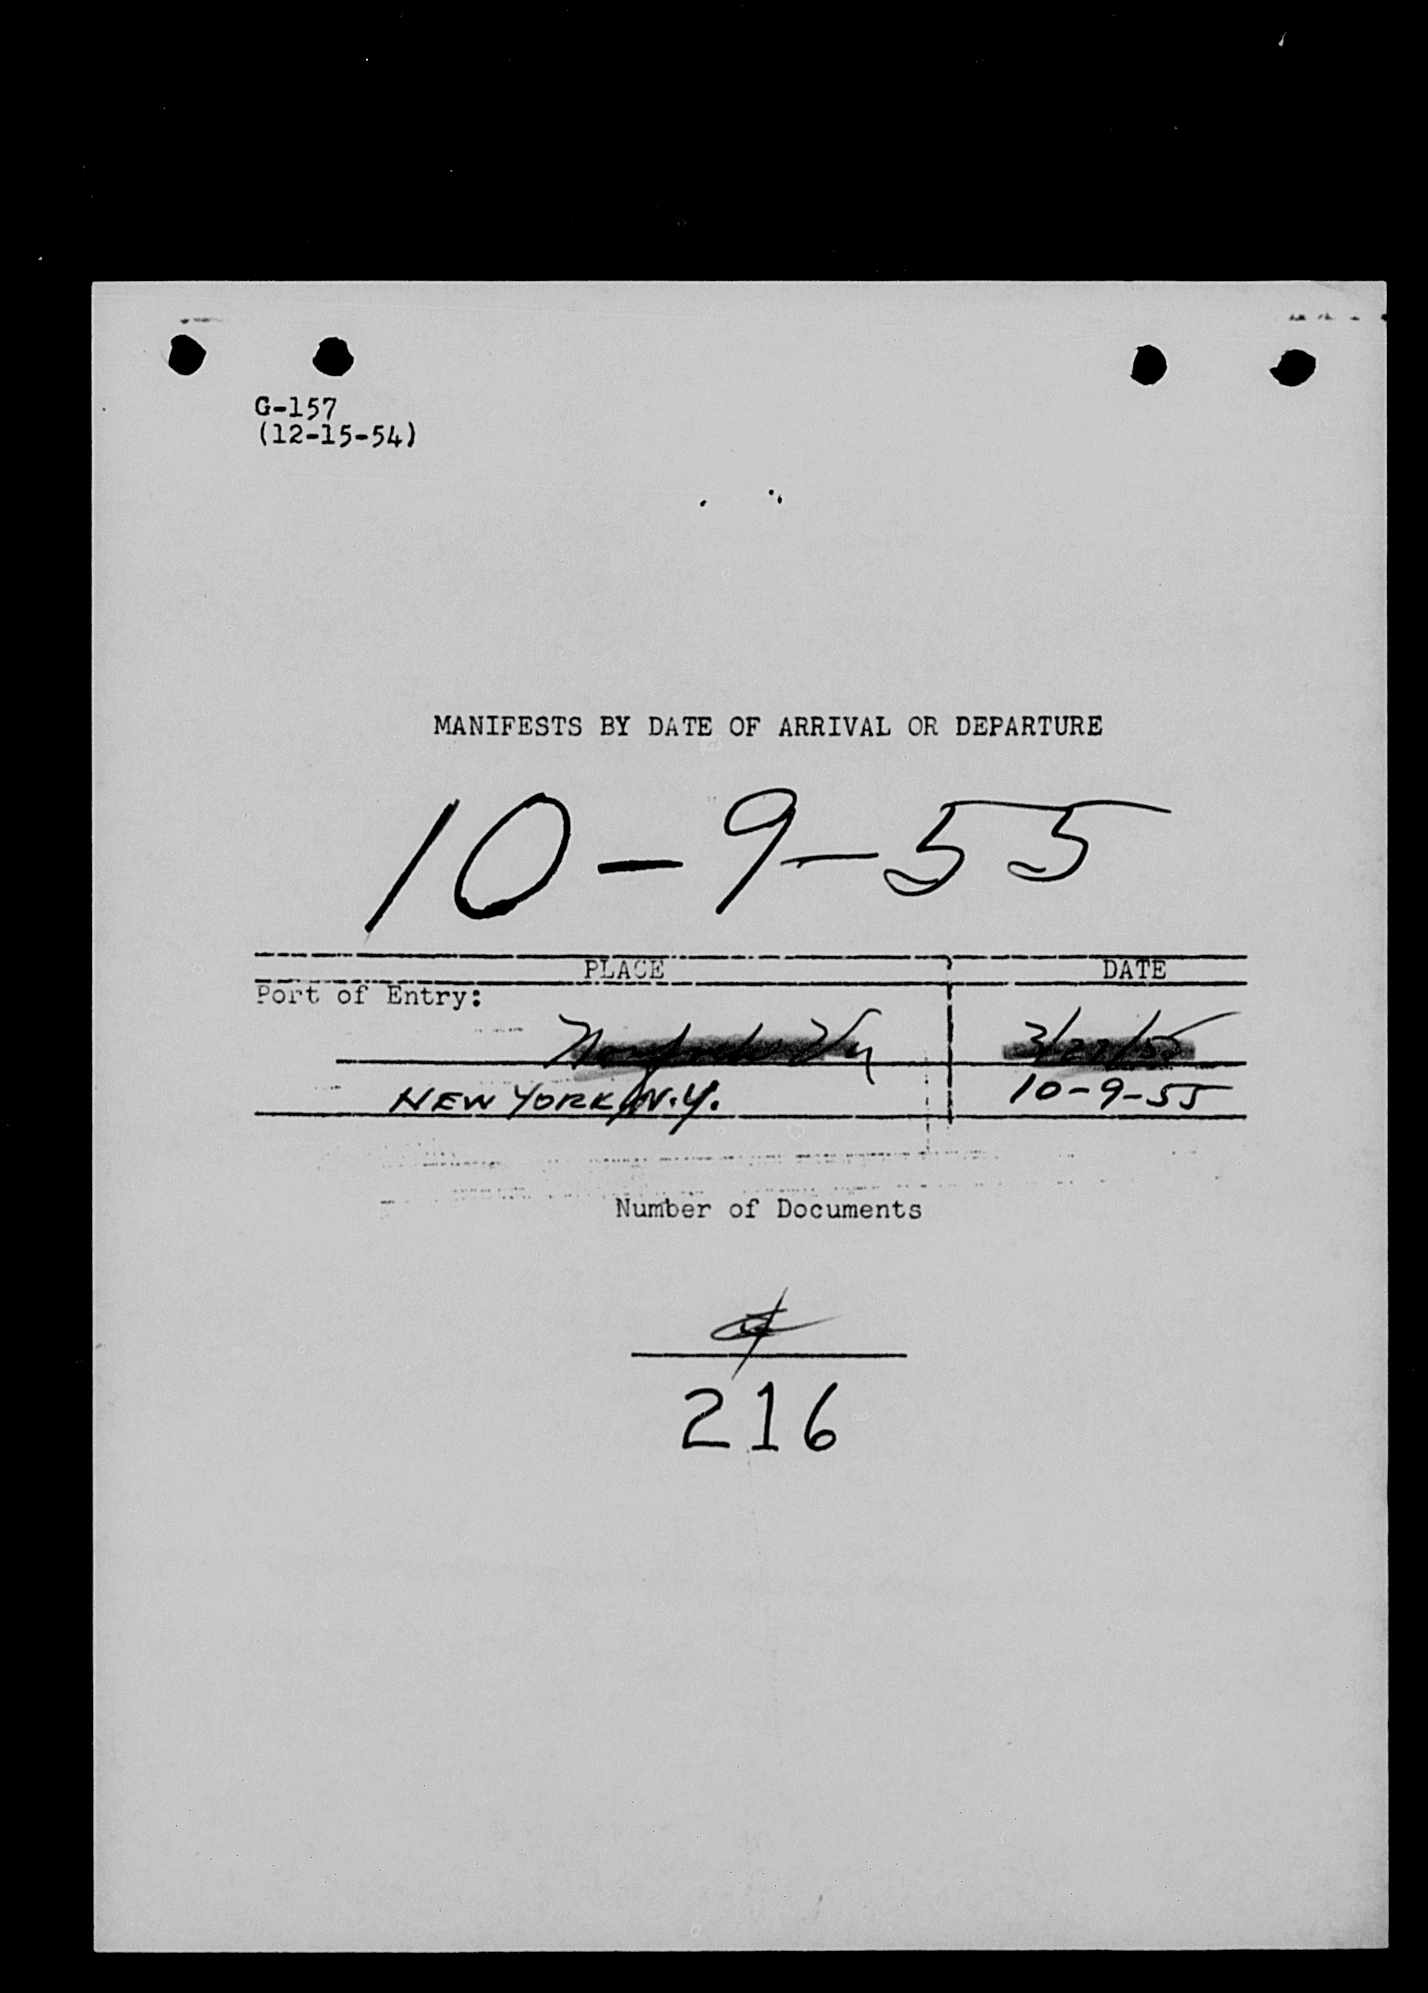 G-157
(12-15-54)
MANIFESTS BY DATE OF ARRIVAL OR DEPARTURE
10-9-55
PLACE DATE
Port of Entry:
NEW YORK, N.Y. 10-9-55
Number of Documents
216